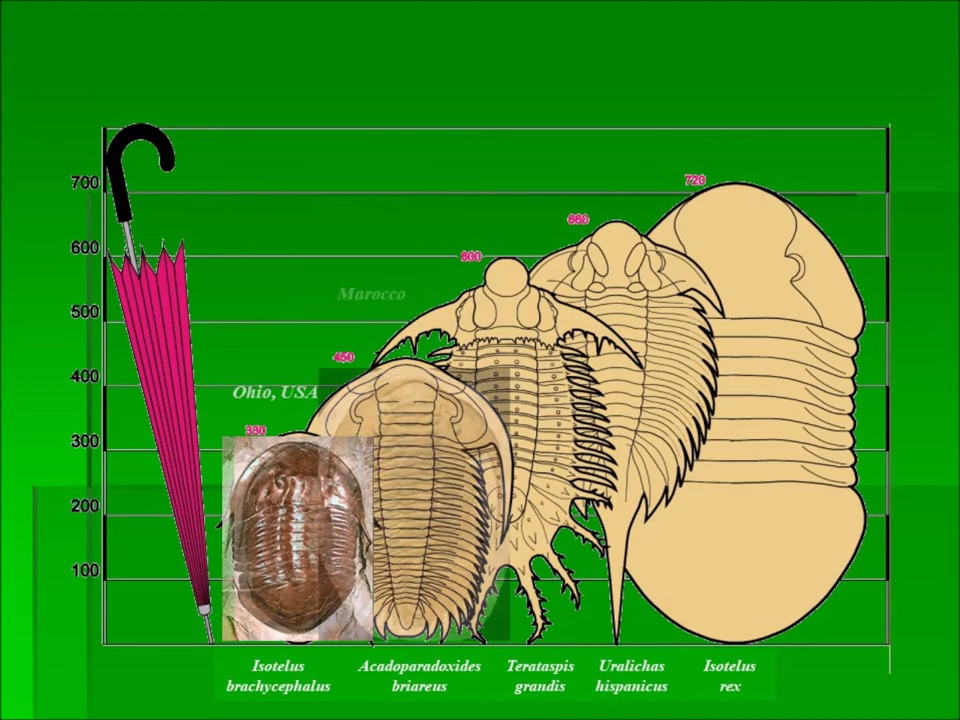 700
600
500
400
300
200
100
720
660
600
Marocco
450
Ohio, USA
380
Isotelus
brachycephalus
Acadoparadoxides
briareus
Terataspis
grandis
Uralichas
hispanicus
Isotelus
rex